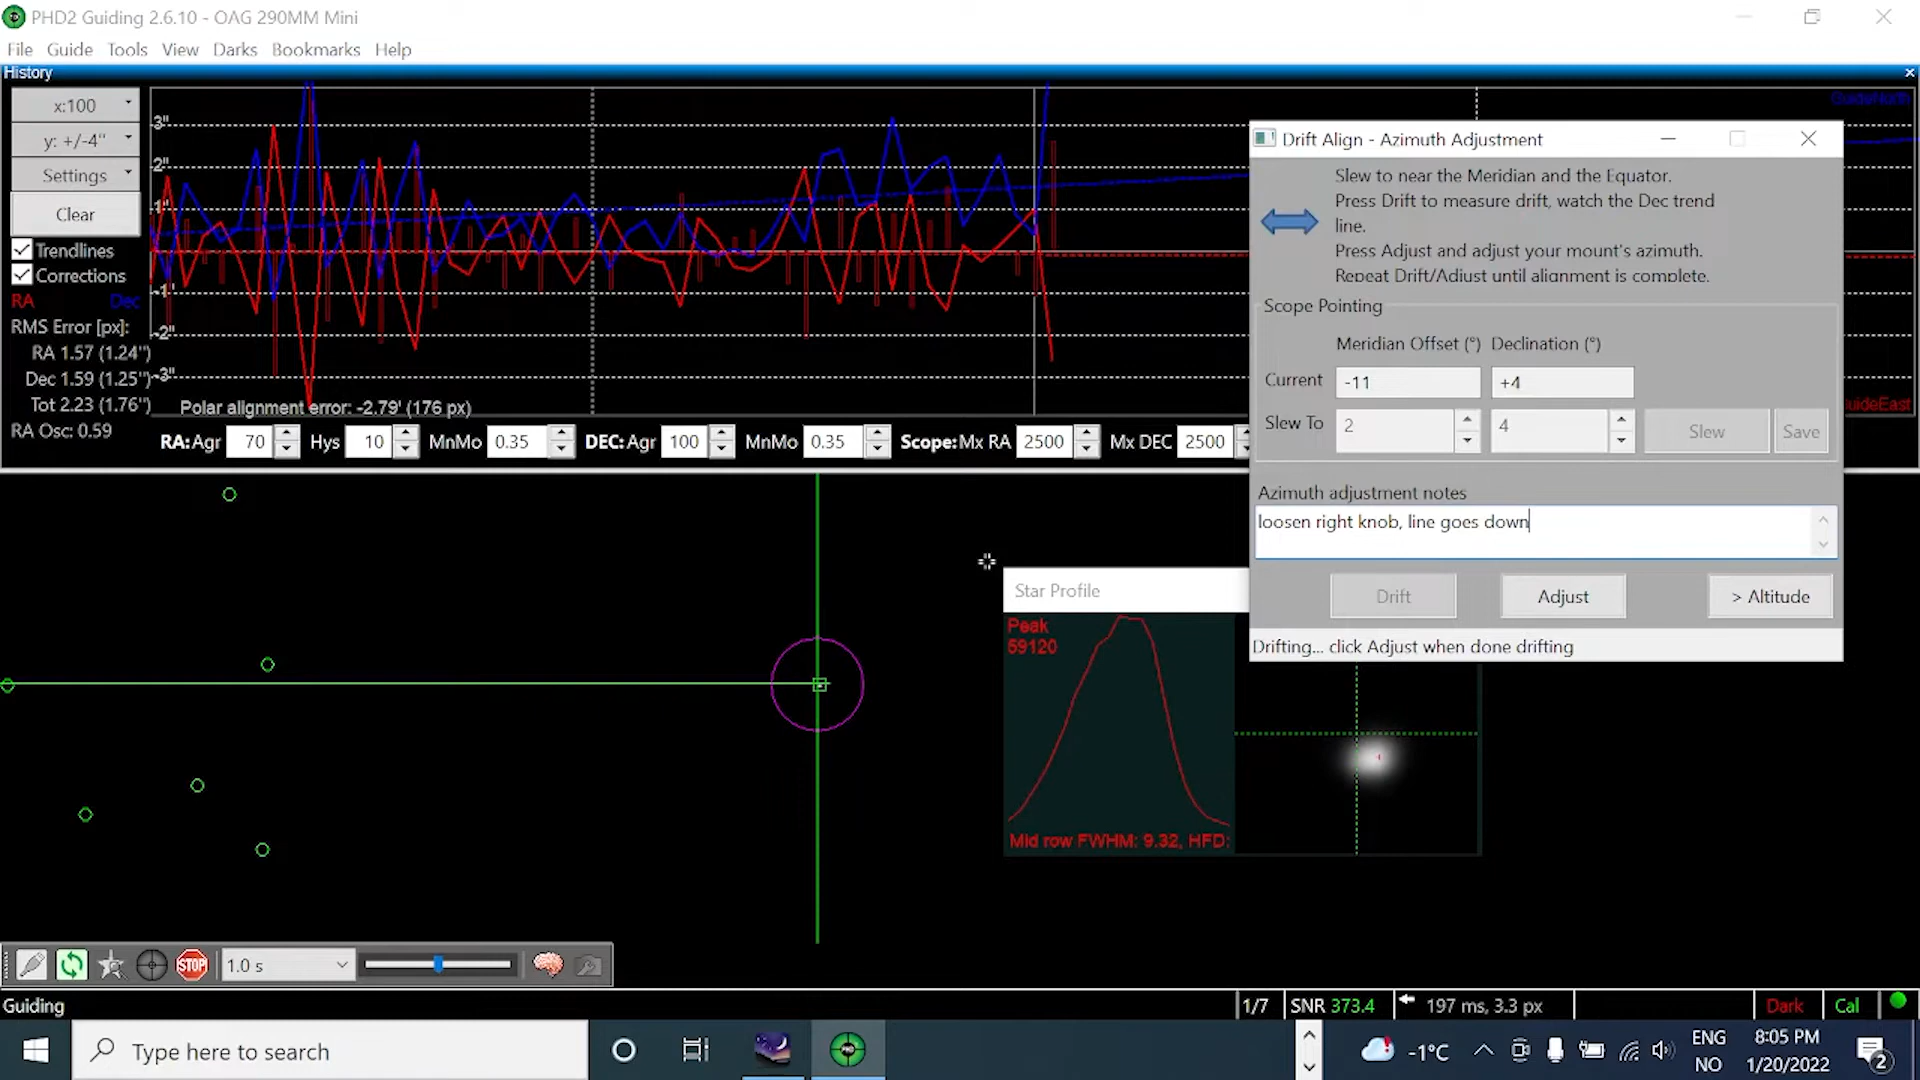 PHD2 Guiding 2.6.10 - OAG 290MM Mini
File Guide Tools View Darks Bookmarks Help
History
x:100
y: +/-4"
Settings
Clear
Trendlines
Corrections
RA Dec
RMS Error [px]:
RA 1.57 (1.24")
Dec 1.59 (1.25")
Tot 2.23 (1.76")
RA Osc: 0.59
3"
2"
1"
-1"
-2"
-3"
Polar alignment error: -2.79' (176 px)
GuideNorth
uideEast
RA:Agr 70 Hys 10 MnMo 0.35 DEC:Agr 100 MnMo 0.35 Scope:Mx RA 2500 Mx DEC 2500
Drift Align - Azimuth Adjustment
Slew to near the Meridian and the Equator.
Press Drift to measure drift, watch the Dec trend
line.
Press Adjust and adjust your mount's azimuth.
Repeat Drift/Adjust until alignment is complete.
Scope Pointing
Meridian Offset (°) Declination (°)
Current -11 +4
Slew To 2 4 Slew Save
Azimuth adjustment notes
loosen right knob, line goes down
Drift Adjust > Altitude
Drifting... click Adjust when done drifting
Star Profile
Peak
59120
Mid row FWHM: 9.32, HFD:
STOP
1.0 s
Guiding
1/7 SNR 373.4 197 ms, 3.3 px Dark Cal
Type here to search
PHD
-1°C
ENG
NO
8:05 PM
1/20/2022
2